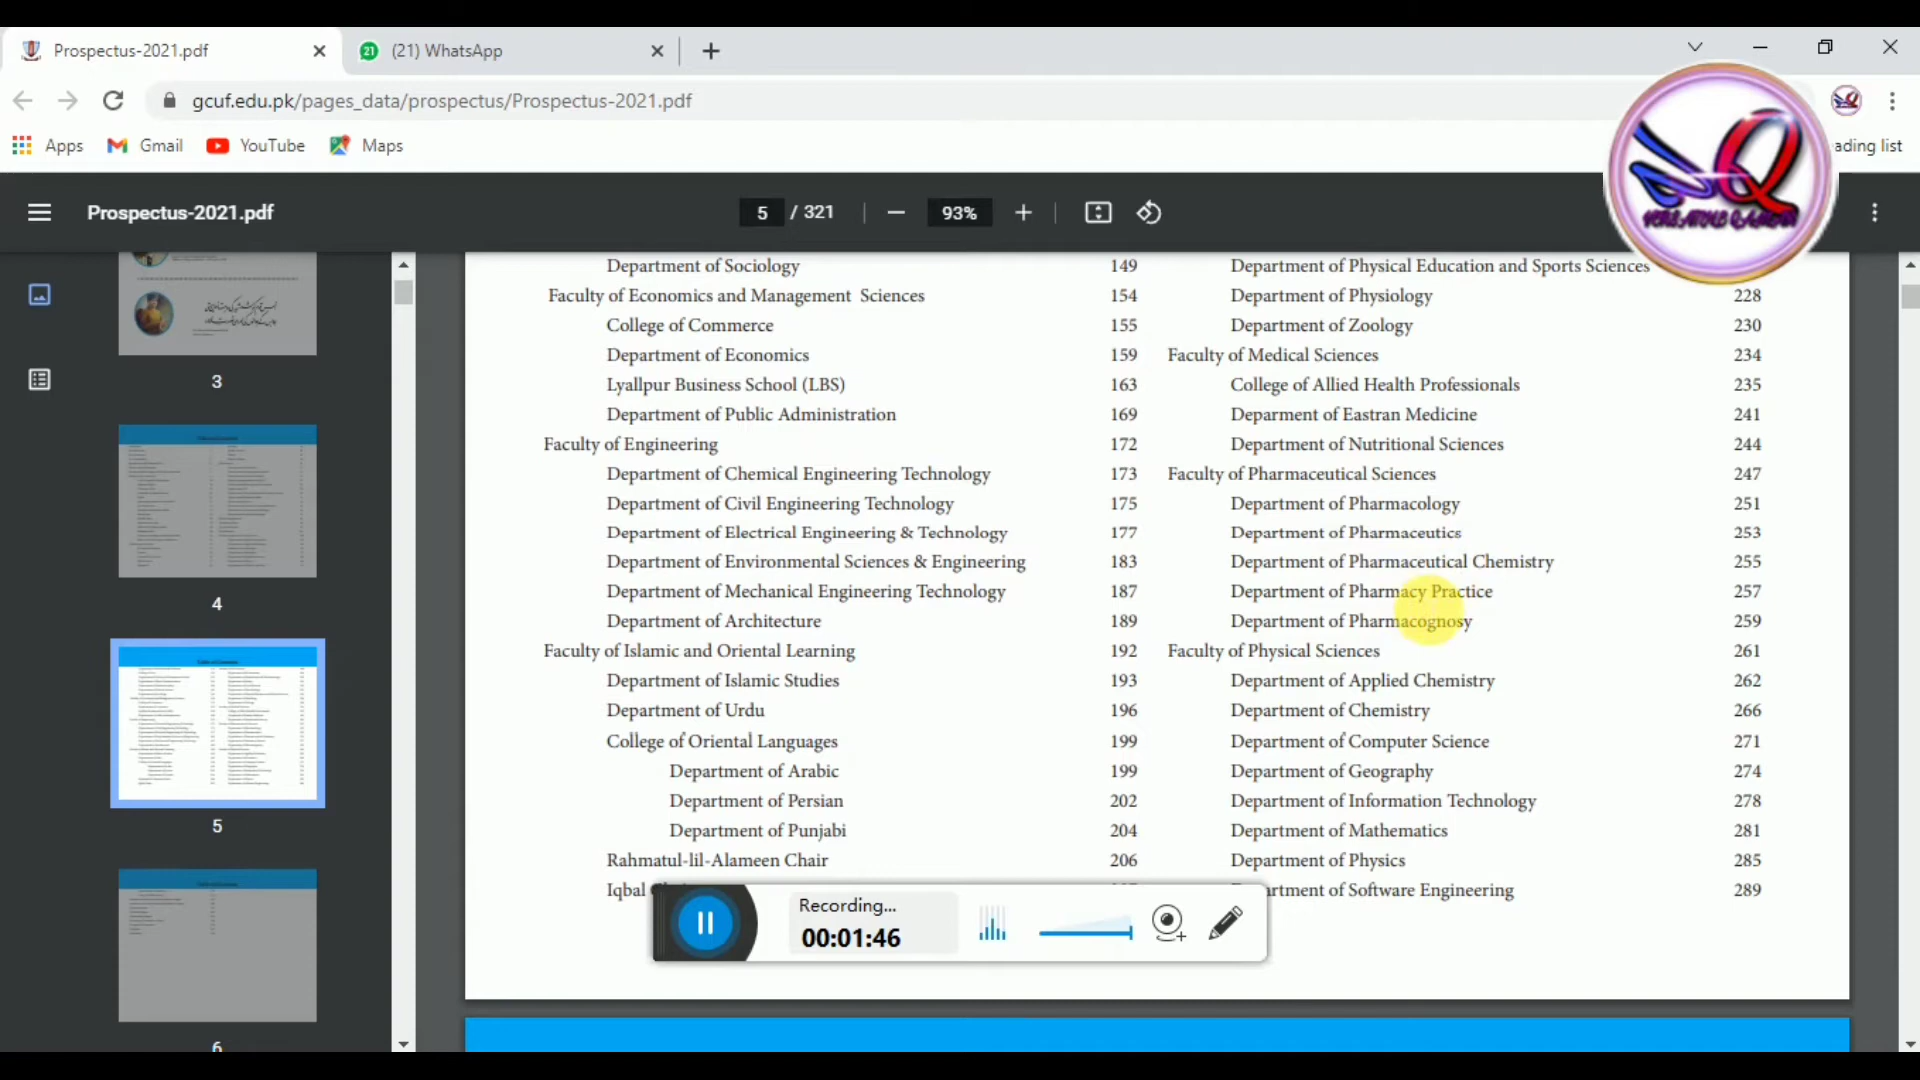 Prospectus-2021.pdf
21
(21) WhatsApp
gcuf.edu.pk/pages_data/prospectus/Prospectus-2021.pdf
Apps
Gmail
YouTube
Maps
ading list
Prospectus-2021.pdf
5 / 321
93%
3
4
5
6
Department of Sociology 149
Faculty of Economics and Management Sciences 154
College of Commerce 155
Department of Economics 159
Lyallpur Business School (LBS) 163
Department of Public Administration 169
Faculty of Engineering 172
Department of Chemical Engineering Technology 173
Department of Civil Engineering Technology 175
Department of Electrical Engineering & Technology 177
Department of Environmental Sciences & Engineering 183
Department of Mechanical Engineering Technology 187
Department of Architecture 189
Faculty of Islamic and Oriental Learning 192
Department of Islamic Studies 193
Department of Urdu 196
College of Oriental Languages 199
Department of Arabic 199
Department of Persian 202
Department of Punjabi 204
Rahmatul-lil-Alameen Chair 206
Iqbal
Department of Physical Education and Sports Sciences
Department of Physiology 228
Department of Zoology 230
Faculty of Medical Sciences 234
College of Allied Health Professionals 235
Deparment of Eastran Medicine 241
Department of Nutritional Sciences 244
Faculty of Pharmaceutical Sciences 247
Department of Pharmacology 251
Department of Pharmaceutics 253
Department of Pharmaceutical Chemistry 255
Department of Pharmacy Practice 257
Department of Pharmacognosy 259
Faculty of Physical Sciences 261
Department of Applied Chemistry 262
Department of Chemistry 266
Department of Computer Science 271
Department of Geography 274
Department of Information Technology 278
Department of Mathematics 281
Department of Physics 285
artment of Software Engineering 289
Recording...
00:01:46